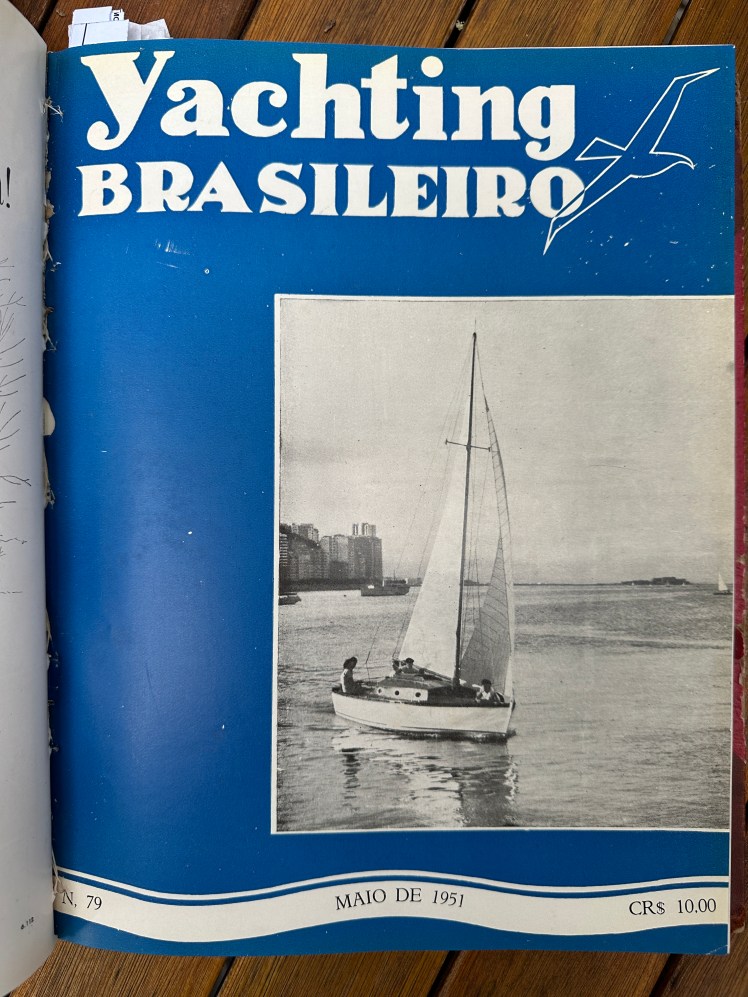 Yachting
BRASILEIRO
N, 79
MAIO DE 1951
CR$ 10.00